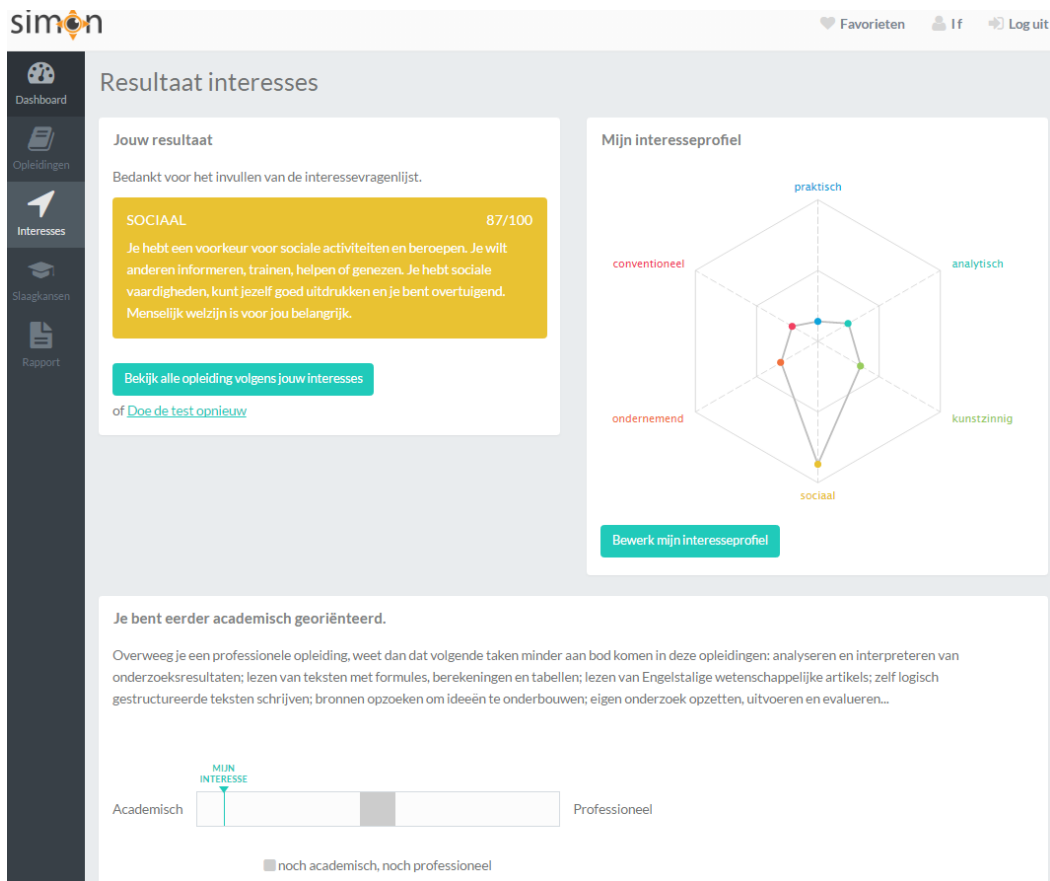 simon
Favorieten
I f
Log uit
Dashboard
Opleidingen
Interesses
Slaagkansen
Rapport
Resultaat interesses
Jouw resultaat
Bedankt voor het invullen van de interessevragenlijst.
SOCIAAL 87/100
Je hebt een voorkeur voor sociale activiteiten en beroepen. Je wilt
anderen informeren, trainen, helpen of genezen. Je hebt sociale
vaardigheden, kunt jezelf goed uitdrukken en je bent overtuigend.
Menselijk welzijn is voor jou belangrijk.
Bekijk alle opleiding volgens jouw interesses
of Doe de test opnieuw
Mijn interesseprofiel
praktisch
conventioneel
analytisch
ondernemend
kunstzinnig
sociaal
Bewerk mijn interesseprofiel
Je bent eerder academisch georiënteerd.
Overweeg je een professionele opleiding, weet dan dat volgende taken minder aan bod komen in deze opleidingen: analyseren en interpreteren van
onderzoeksresultaten; lezen van teksten met formules, berekeningen en tabellen; lezen van Engelstalige wetenschappelijke artikels; zelf logisch
gestructureerde teksten schrijven; bronnen opzoeken om ideeën te onderbouwen; eigen onderzoek opzetten, uitvoeren en evalueren...
MIJN
INTERESSE
Academisch
Professioneel
noch academisch, noch professioneel